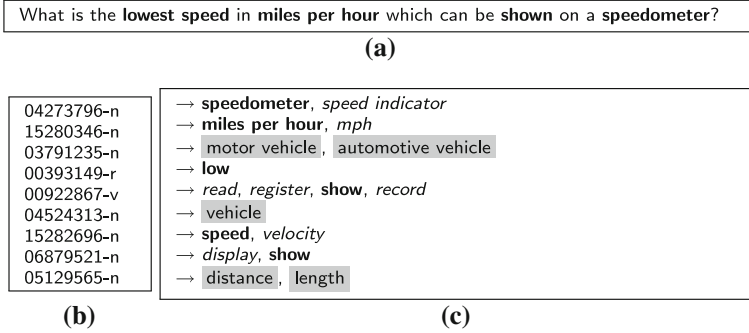 What is the lowest speed in miles per hour which can be shown on a speedometer?
(a)
04273796-n → speedometer, speed indicator
15280346-n → miles per hour, mph
03791235-n → motor vehicle, automotive vehicle
00393149-r → low
00922867-v → read, register, show, record
04524313-n → vehicle
15282696-n → speed, velocity
06879521-n → display, show
05129565-n → distance, length
(b) (c)